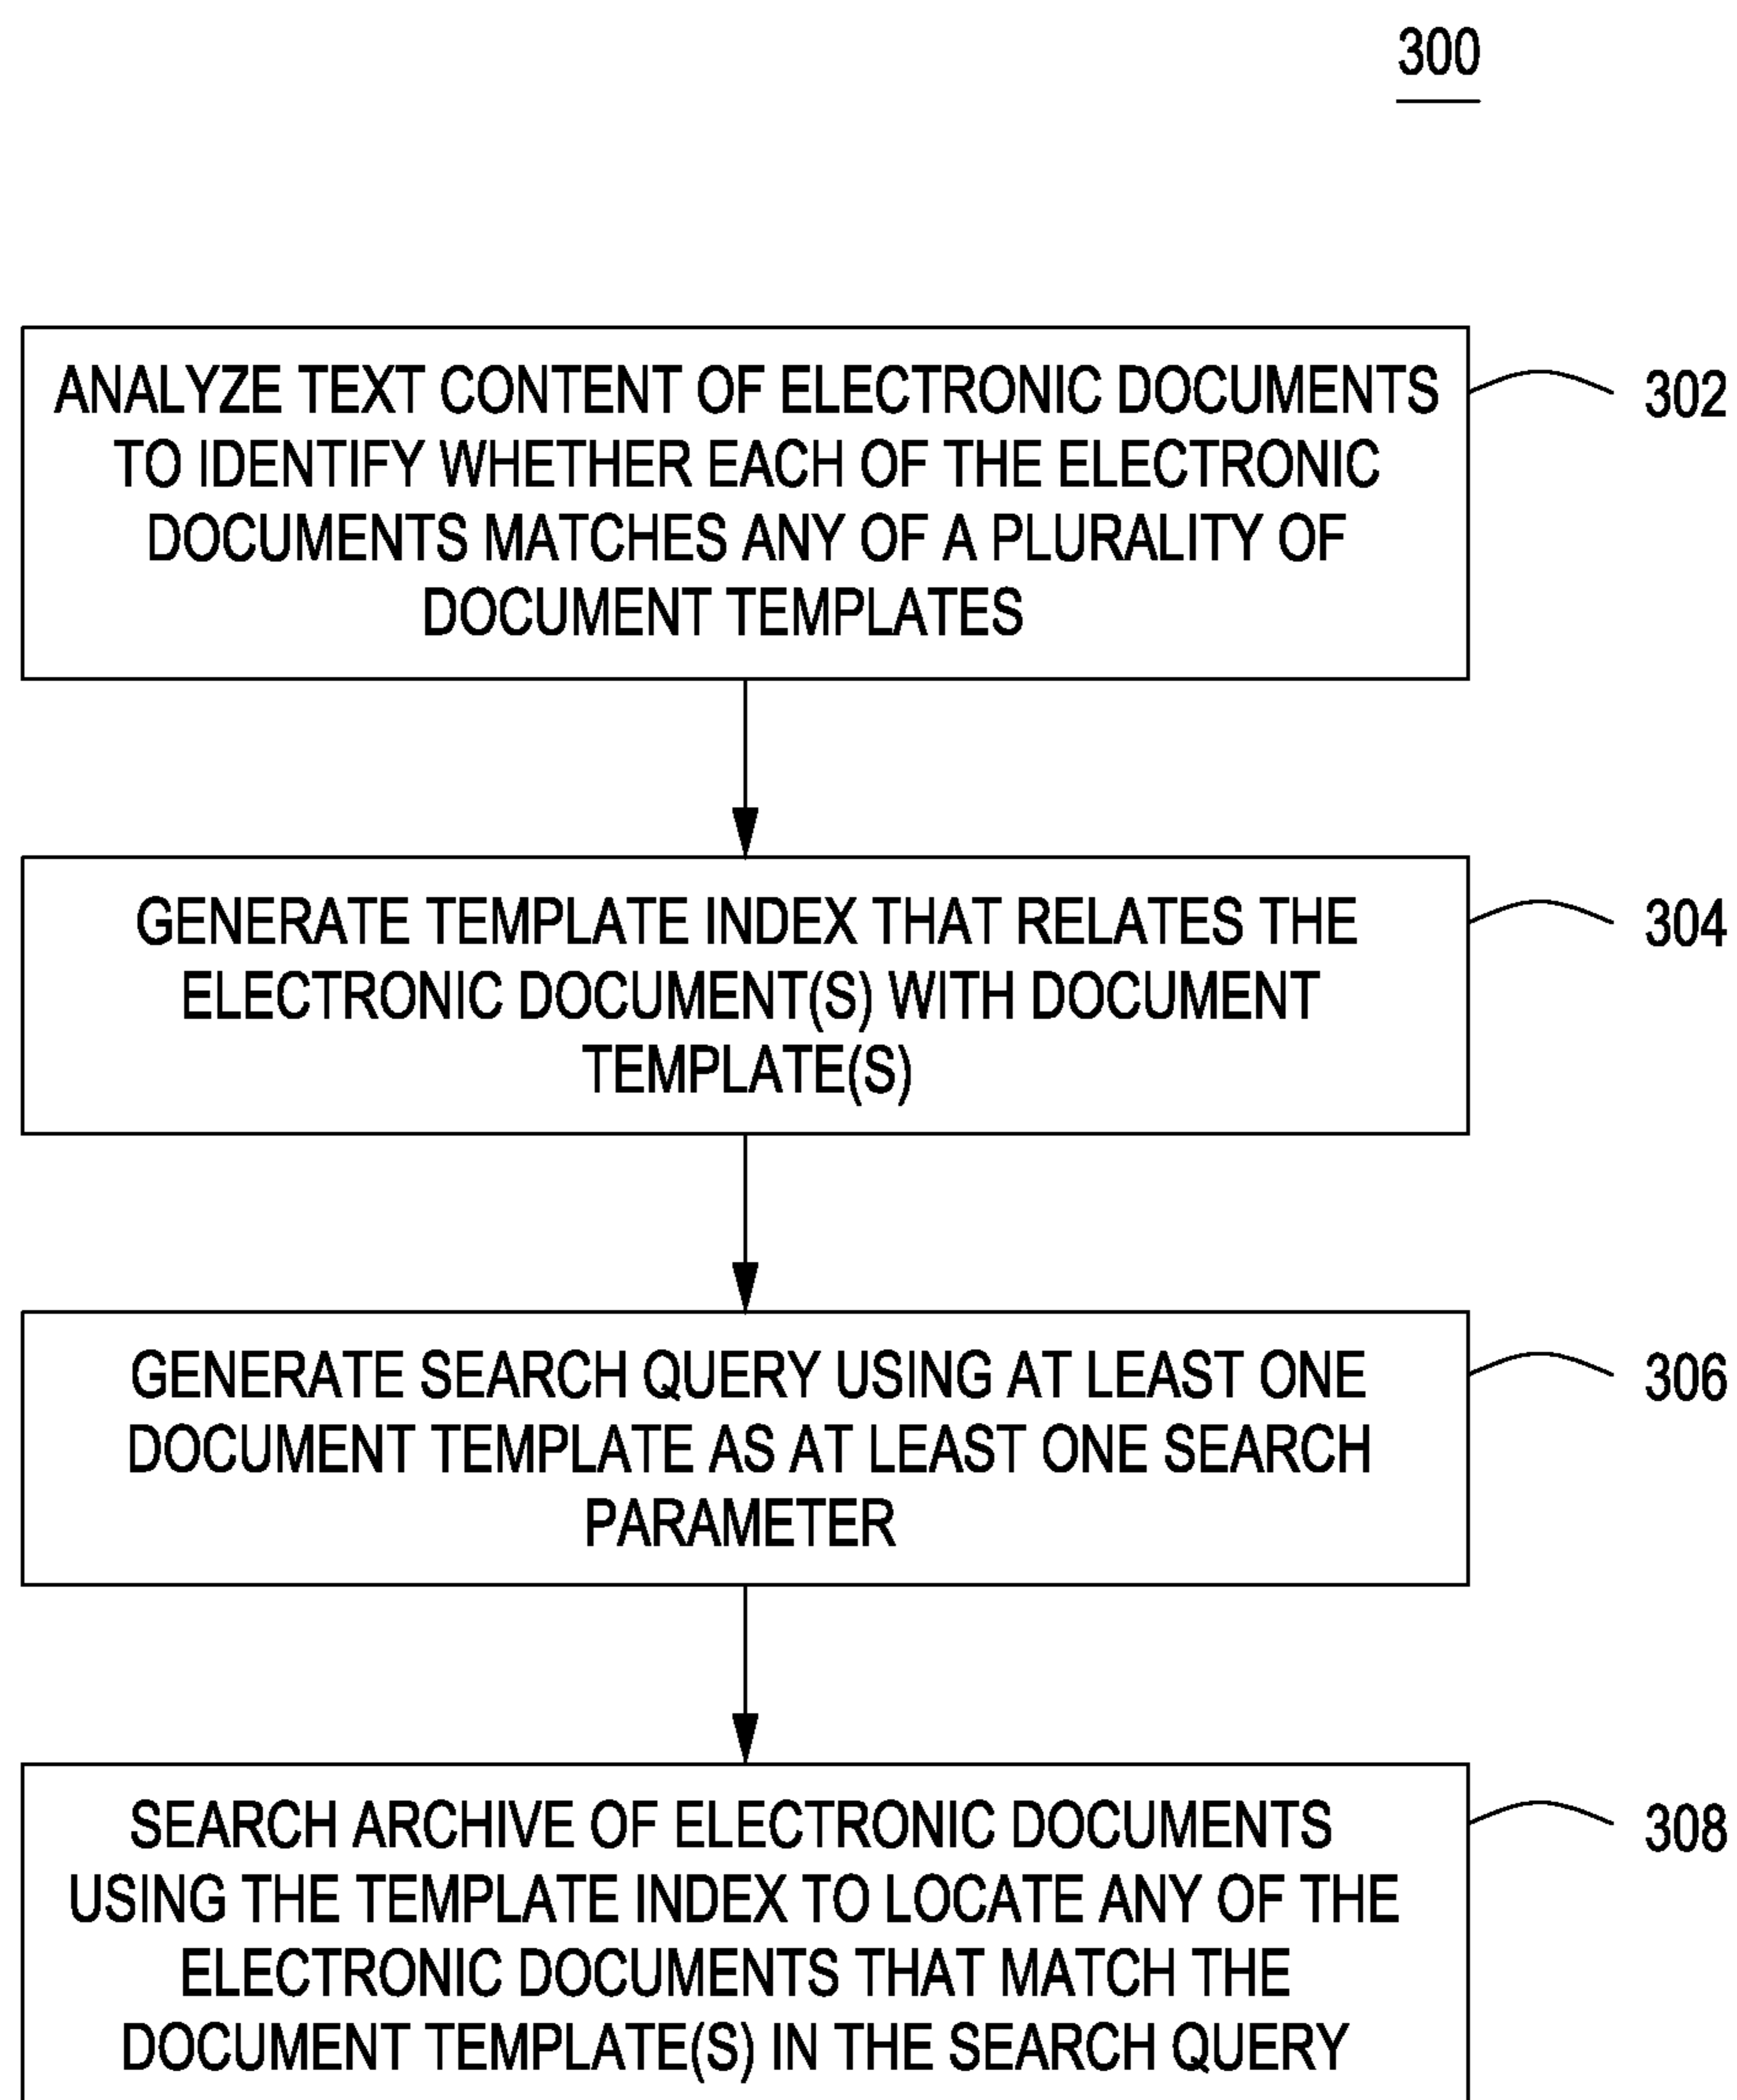 300
ANALYZE TEXT CONTENT OF ELECTRONIC DOCUMENTS
TO IDENTIFY WHETHER EACH OF THE ELECTRONIC
DOCUMENTS MATCHES ANY OF A PLURALITY OF
DOCUMENT TEMPLATES
302
GENERATE TEMPLATE INDEX THAT RELATES THE
ELECTRONIC DOCUMENT(S) WITH DOCUMENT
TEMPLATE(S)
304
GENERATE SEARCH QUERY USING AT LEAST ONE
DOCUMENT TEMPLATE AS AT LEAST ONE SEARCH
PARAMETER
306
SEARCH ARCHIVE OF ELECTRONIC DOCUMENTS
USING THE TEMPLATE INDEX TO LOCATE ANY OF THE
ELECTRONIC DOCUMENTS THAT MATCH THE
DOCUMENT TEMPLATE(S) IN THE SEARCH QUERY
308